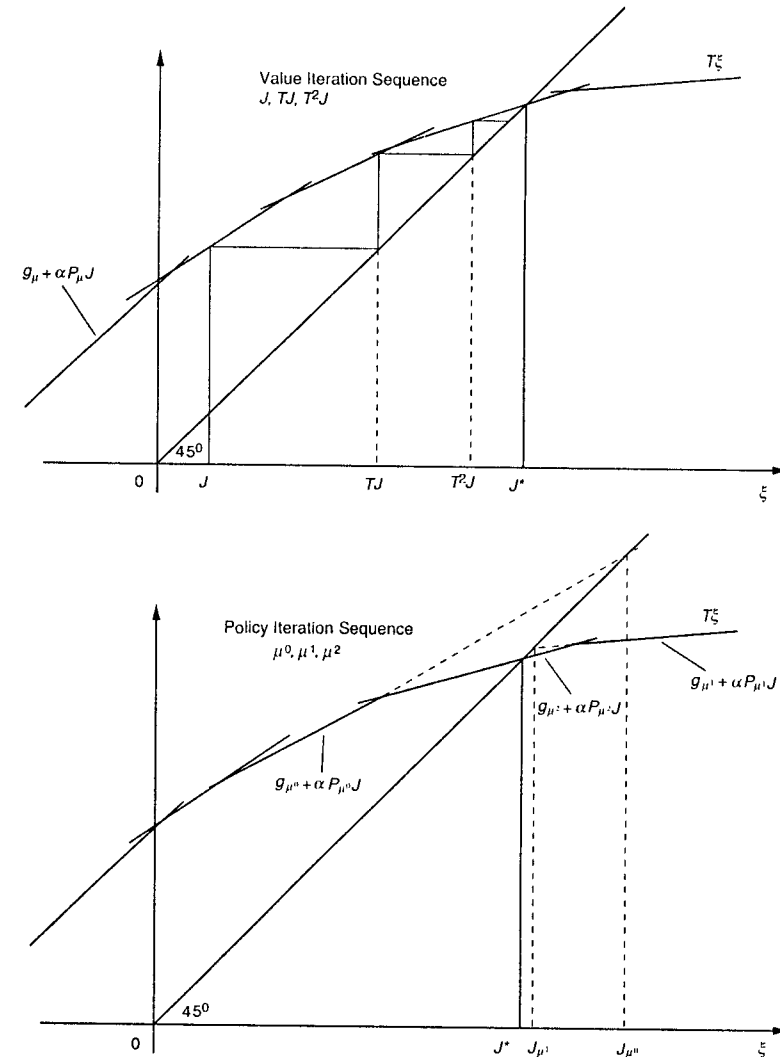 Value Iteration Sequence
J, TJ, T²J
Tξ
g_μ + αP_μJ
45⁰
0
J
TJ
T²J
J*
ξ
Policy Iteration Sequence
μ⁰, μ¹, μ²
Tξ
g_μ¹ + αP_μ¹J
g_μ² + αP_μ²J
g_μ⁰ + αP_μ⁰J
45⁰
0
J*
J_μ¹
J_μ⁰
ξ